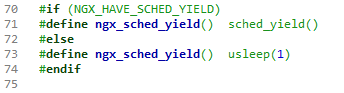 70 #if (NGX_HAVE_SCHED_YIELD)
71 #define ngx_sched_yield()  sched_yield()
72 #else
73 #define ngx_sched_yield()  usleep(1)
74 #endif
75